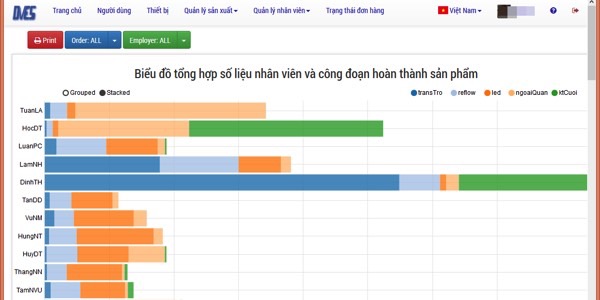 DMES Trang chủ Người dùng Thiết bị Quản lý sản xuất Quản lý nhân viên Trạng thái đơn hàng Việt Nam
Print Order: ALL Employer: ALL
Biểu đồ tổng hợp số liệu nhân viên và công đoạn hoàn thành sản phẩm
Grouped Stacked transTro reflow led ngoaiQuan ktCuoi
TuanLA
HocDT
LuanPC
LamNH
DinhTH
TanDD
VuNM
HungNT
HuyDT
ThangNN
TamNVU